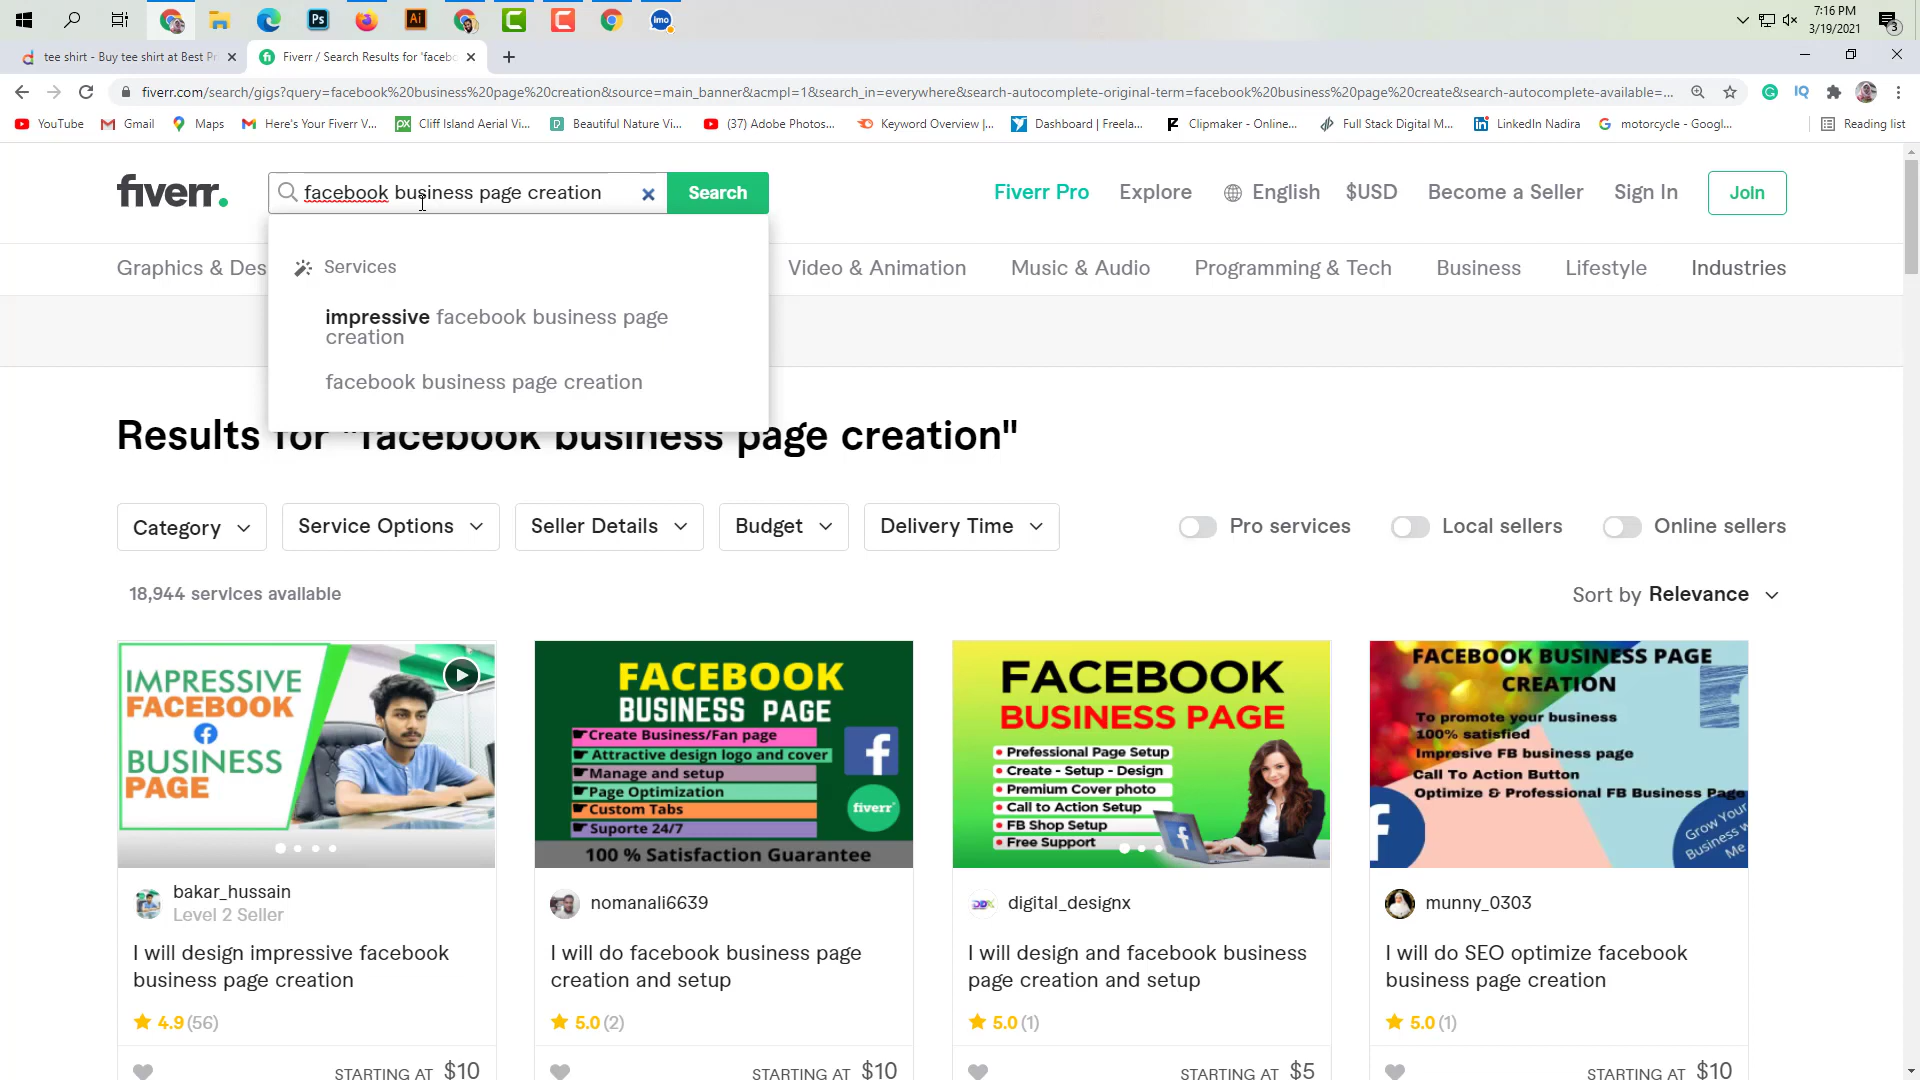 7:16 PM
3/19/2021
3
Ps
Ai
imo
tee shirt - Buy tee shirt at Best Pr
Fiverr / Search Results for 'facebo
fiverr.com/search/gigs?query=facebook%20business%20page%20creation&source=main_banner&acmpl=1&search_in=everywhere&search-autocomplete-original-term=facebook%20business%20page%20create&search-autocomplete-available=...
YouTube
Gmail
Maps
Here's Your Fiverr V...
Cliff Island Aerial Vi...
Beautiful Nature Vi...
(37) Adobe Photos...
Keyword Overview |...
Dashboard | Freela...
Clipmaker - Online...
Full Stack Digital M...
LinkedIn Nadira
motorcycle - Googl...
Reading list
fiverr.
facebook business page creation
Search
Fiverr Pro
Explore
English
$USD
Become a Seller
Sign In
Join
Graphics & Des
Video & Animation
Music & Audio
Programming & Tech
Business
Lifestyle
Industries
Services
impressive facebook business page
creation
facebook business page creation
Results for "facebook business page creation"
Category
Service Options
Seller Details
Budget
Delivery Time
Pro services
Local sellers
Online sellers
18,944 services available
Sort by Relevance
IMPRESSIVE
FACEBOOK
BUSINESS
PAGE
bakar_hussain
Level 2 Seller
I will design impressive facebook
business page creation
4.9 (56)
STARTING AT $10
FACEBOOK
BUSINESS PAGE
Create Business/Fan page
Attractive design logo and cover
Manage and setup
Page Optimization
Custom Tabs
Suporte 24/7
fiverr
100 % Satisfaction Guarantee
nomanali6639
I will do facebook business page
creation and setup
5.0 (2)
STARTING AT $10
FACEBOOK
BUSINESS PAGE
Prefessional Page Setup
Create - Setup - Design
Premium Cover photo
Call to Action Setup
FB Shop Setup
Free Support
digital_designx
I will design and facebook business
page creation and setup
5.0 (1)
STARTING AT $5
FACEBOOK BUSINESS PAGE
CREATION
To promote your business
100% satisfied
Impresive FB business page
Call To Action Button
Optimize & Professional FB Business Page
Grow Your
Business w
Me
munny_0303
I will do SEO optimize facebook
business page creation
5.0 (1)
STARTING AT $10